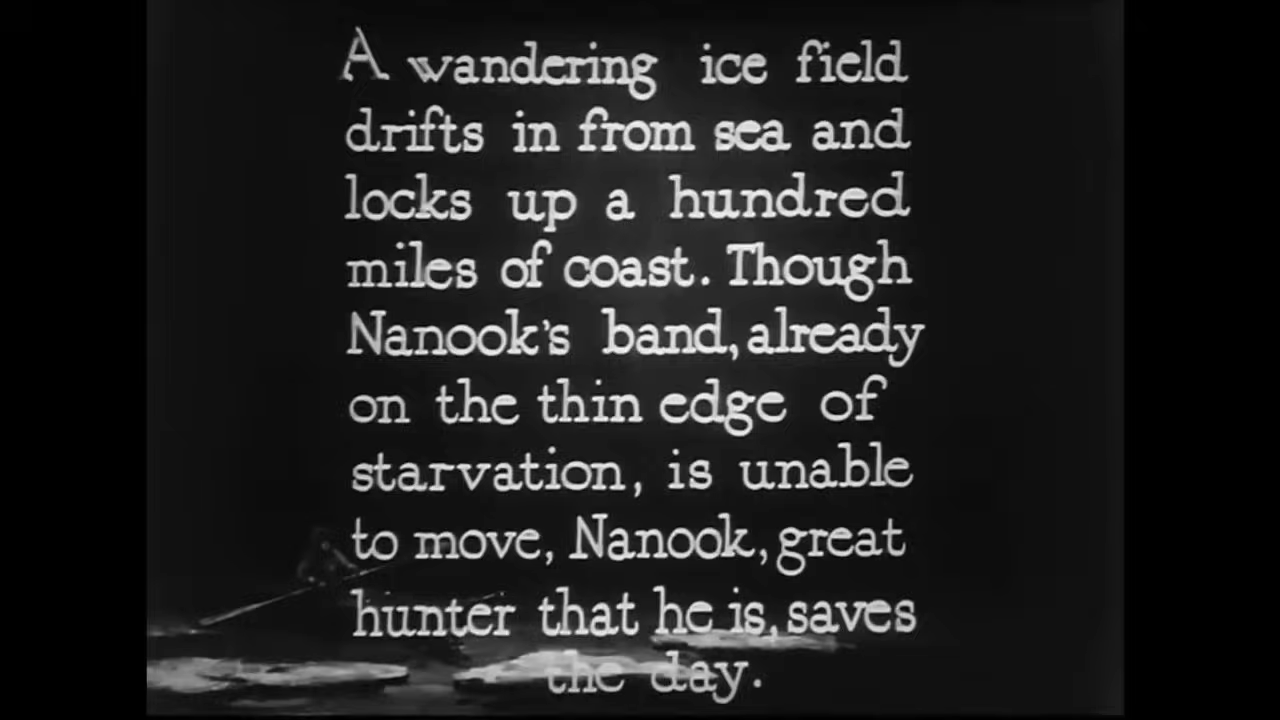 A wandering ice field
drifts in from sea and
locks up a hundred
miles of coast. Though
Nanook's band, already
on the thin edge of
starvation, is unable
to move, Nanook, great
hunter that he is, saves
the day.